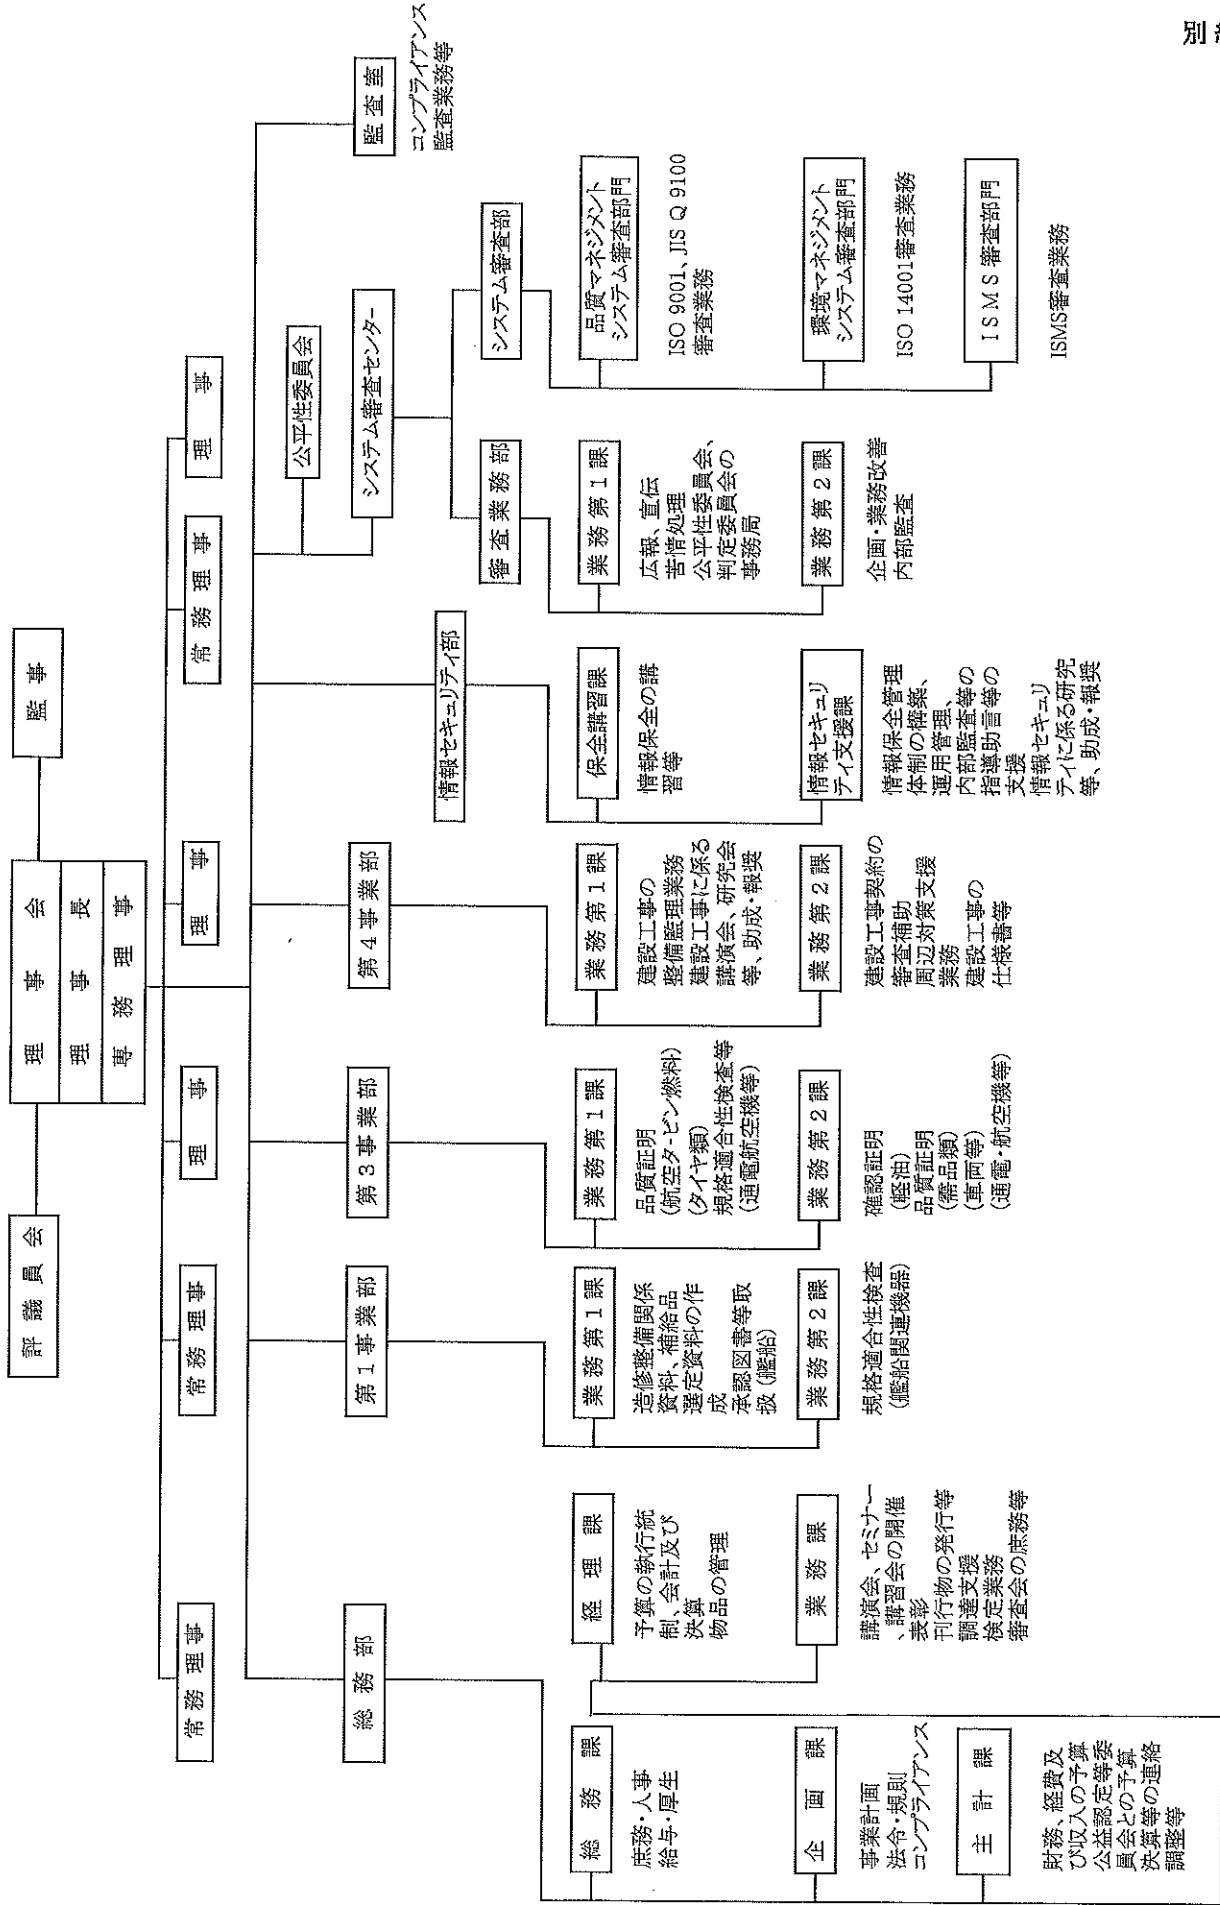 別
評議員会
理事会
理事長
専務理事
監事
常務理事
常務理事
理事
理事
常務理事
理事
総務部
総務課
庶務・人事
給与・厚生
企画課
事業計画
法令・規則
コンプライアンス
主計課
財務、経費及
び収入の予算
公益認定等委
員会との予算
決算等の連絡
調整等
経理課
予算の執行統
制、会計及び
決算
物品の管理
業務課
講演会、セミナー
、講習会の開催
表彰
刊行物の発行等
調達支援
検定業務
審査会の庶務等
第1事業部
業務第1課
造修整備関係
資料、補給品
選定資料の作
成
承認図書等取
扱(艦船)
業務第2課
規格適合性検査
(艦船関連機器)
第3事業部
業務第1課
品質証明
(航空タービン燃料)
(タイヤ類)
規格適合性検査等
(通電航空機等)
業務第2課
確認証明
(軽油)
品質証明
(需品類)
(車両等)
(通電・航空機等)
第4事業部
業務第1課
建設工事の
整備監理業務
建設工事に係る
講演会、研究会
等、助成・報奨
業務第2課
建設工事契約の
審査補助
周辺対策支援
業務
建設工事の
仕様書等
情報セキュリティ部
保全講習課
情報保全の講
習等
情報セキュリ
ティ支援課
情報保全管理
体制の構築、
運用管理、
内部監査等の
指導助言等の
支援
情報セキュリ
ティに係る研究
等、助成・報奨
公平性委員会
システム審査センター
審査業務部
業務第1課
広報、宣伝
苦情処理
公平性委員会、
判定委員会の
事務局
業務第2課
企画・業務改善
内部監査
システム審査部
品質マネジメント
システム審査部門
ISO 9001、JIS Q 9100
審査業務
環境マネジメント
システム審査部門
ISO 14001審査業務
ISMS審査部門
ISMS審査業務
監査室
コンプライアンス
監査業務等